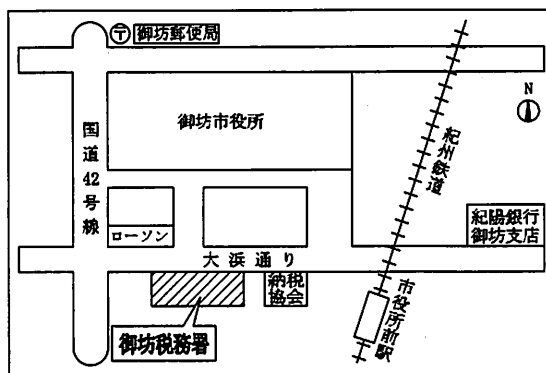 〒 御坊郵便局
N
御坊市役所
国道42号線
紀州鉄道
ローソン
紀陽銀行
御坊支店
大浜通り
納税
協会
市役所前駅
御坊税務署